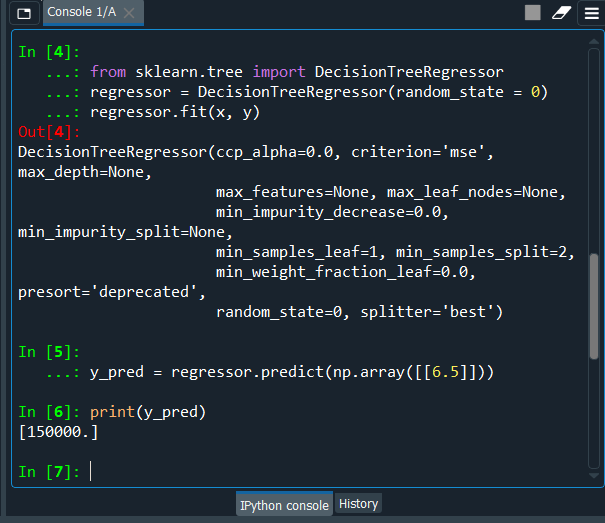 Console 1/A
In [4]:
...: from sklearn.tree import DecisionTreeRegressor
...: regressor = DecisionTreeRegressor(random_state = 0)
...: regressor.fit(x, y)
Out[4]:
DecisionTreeRegressor(ccp_alpha=0.0, criterion='mse',
max_depth=None,
max_features=None, max_leaf_nodes=None,
min_impurity_decrease=0.0,
min_impurity_split=None,
min_samples_leaf=1, min_samples_split=2,
min_weight_fraction_leaf=0.0,
presort='deprecated',
random_state=0, splitter='best')
In [5]:
...: y_pred = regressor.predict(np.array([[6.5]]))
In [6]: print(y_pred)
[150000.]
In [7]:
IPython console History